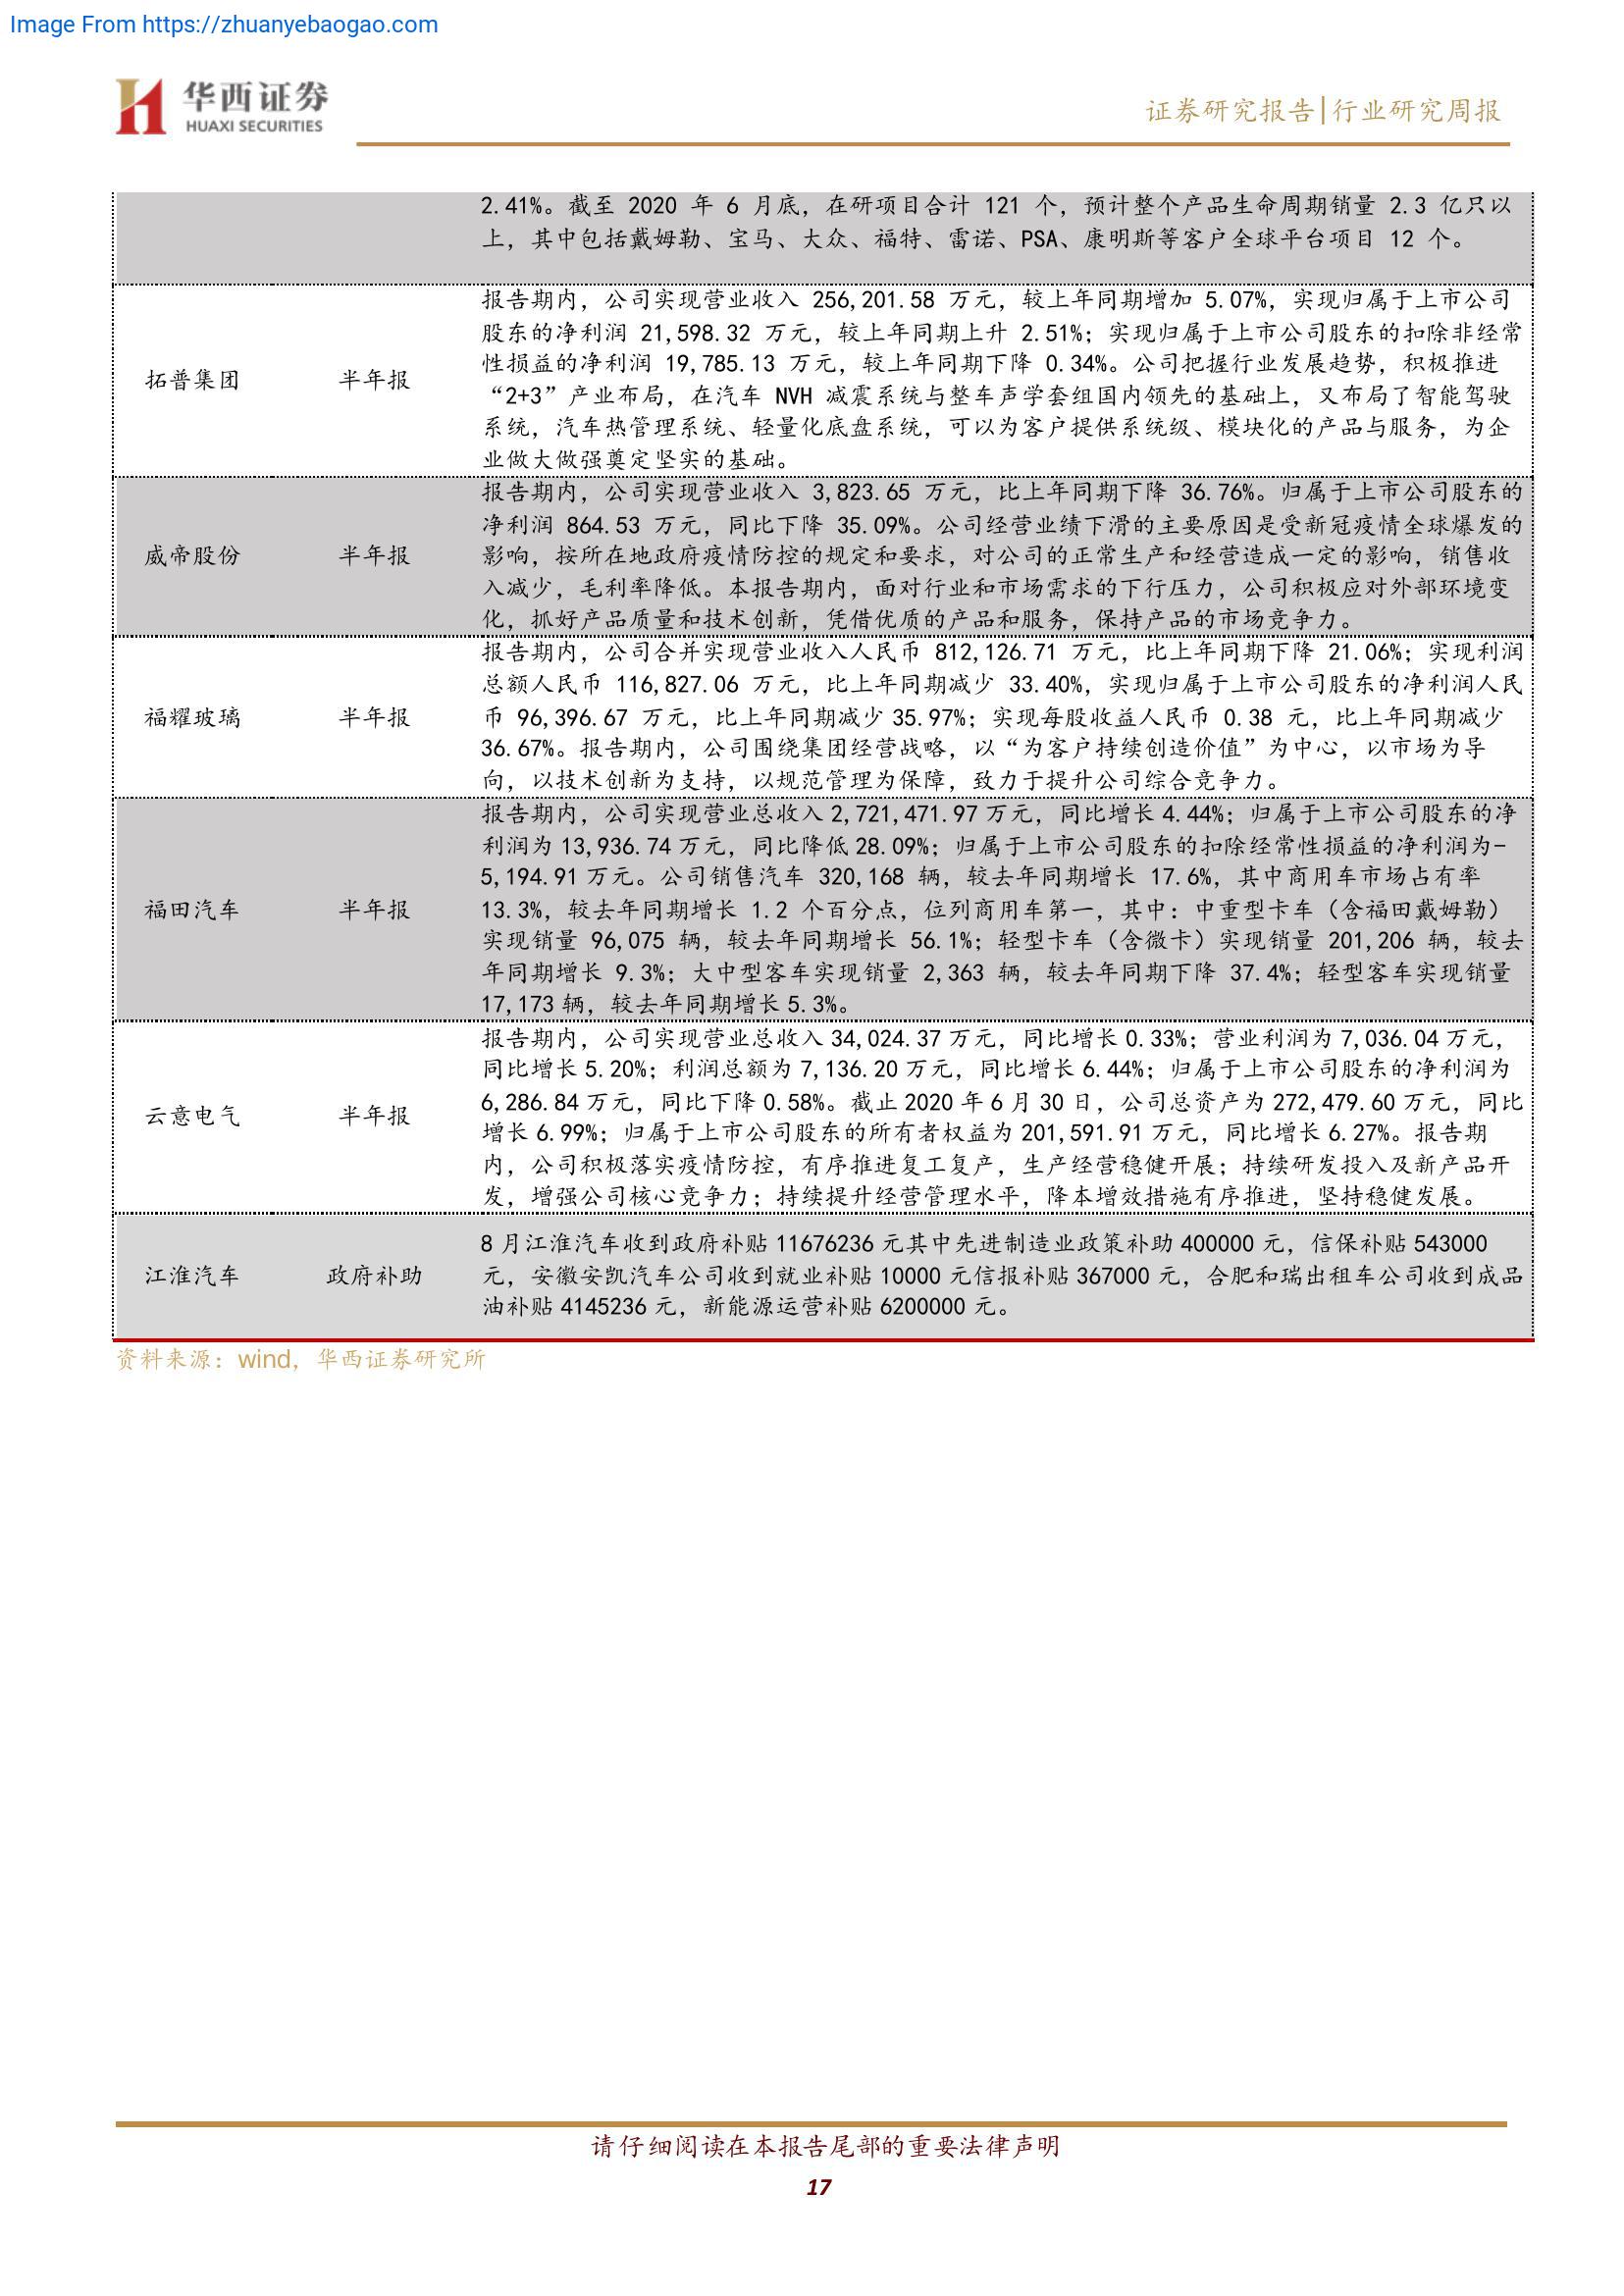 Image From https://zhuanyebaogao.com
华西证券
HUAXI SECURITIES
证券研究报告|行业研究周报
2.41%。截至 2020 年 6 月底，在研项目合计 121 个，预计整个产品生命周期销量 2.3 亿只以
上，其中包括戴姆勒、宝马、大众、福特、雷诺、PSA、康明斯等客户全球平台项目 12 个。
拓普集团
半年报
报告期内，公司实现营业收入 256,201.58 万元，较上年同期增加 5.07%，实现归属于上市公司
股东的净利润 21,598.32 万元，较上年同期上升 2.51%；实现归属于上市公司股东的扣除非经常
性损益的净利润 19,785.13 万元，较上年同期下降 0.34%。公司把握行业发展趋势，积极推进
“2+3”产业布局，在汽车 NVH 减震系统与整车声学套组国内领先的基础上，又布局了智能驾驶
系统，汽车热管理系统、轻量化底盘系统，可以为客户提供系统级、模块化的产品与服务，为企
业做大做强奠定坚实的基础。
威帝股份
半年报
报告期内，公司实现营业收入 3,823.65 万元，比上年同期下降 36.76%。归属于上市公司股东的
净利润 864.53 万元，同比下降 35.09%。公司经营业绩下滑的主要原因是受新冠疫情全球爆发的
影响，按所在地政府疫情防控的规定和要求，对公司的正常生产和经营造成一定的影响，销售收
入减少，毛利率降低。本报告期内，面对行业和市场需求的下行压力，公司积极应对外部环境变
化，抓好产品质量和技术创新，凭借优质的产品和服务，保持产品的市场竞争力。
福耀玻璃
半年报
报告期内，公司合并实现营业收入人民币 812,126.71 万元，比上年同期下降 21.06%；实现利润
总额人民币 116,827.06 万元，比上年同期减少 33.40%，实现归属于上市公司股东的净利润人民
币 96,396.67 万元，比上年同期减少 35.97%；实现每股收益人民币 0.38 元，比上年同期减少
36.67%。报告期内，公司围绕集团经营战略，以“为客户持续创造价值”为中心，以市场为导
向，以技术创新为支持，以规范管理为保障，致力于提升公司综合竞争力。
福田汽车
半年报
报告期内，公司实现营业总收入 2,721,471.97 万元，同比增长 4.44%；归属于上市公司股东的净
利润为 13,936.74 万元，同比降低 28.09%；归属于上市公司股东的扣除经常性损益的净利润为-
5,194.91 万元。公司销售汽车 320,168 辆，较去年同期增长 17.6%，其中商用车市场占有率
13.3%，较去年同期增长 1.2 个百分点，位列商用车第一，其中：中重型卡车（含福田戴姆勒）
实现销量 96,075 辆，较去年同期增长 56.1%；轻型卡车（含微卡）实现销量 201,206 辆，较去
年同期增长 9.3%；大中型客车实现销量 2,363 辆，较去年同期下降 37.4%；轻型客车实现销量
17,173 辆，较去年同期增长 5.3%。
云意电气
半年报
报告期内，公司实现营业总收入 34,024.37 万元，同比增长 0.33%；营业利润为 7,036.04 万元，
同比增长 5.20%；利润总额为 7,136.20 万元，同比增长 6.44%；归属于上市公司股东的净利润为
6,286.84 万元，同比下降 0.58%。截止 2020 年 6 月 30 日，公司总资产为 272,479.60 万元，同比
增长 6.99%；归属于上市公司股东的所有者权益为 201,591.91 万元，同比增长 6.27%。报告期
内，公司积极落实疫情防控，有序推进复工复产，生产经营稳健开展；持续研发投入及新产品开
发，增强公司核心竞争力；持续提升经营管理水平，降本增效措施有序推进，坚持稳健发展。
江淮汽车
政府补助
8 月江淮汽车收到政府补贴 11676236 元其中先进制造业政策补助 400000 元，信保补贴 543000
元，安徽安凯汽车公司收到就业补贴 10000 元信报补贴 367000 元，合肥和瑞出租车公司收到成品
油补贴 4145236 元，新能源运营补贴 6200000 元。
资料来源：wind，华西证券研究所
请仔细阅读在本报告尾部的重要法律声明
17